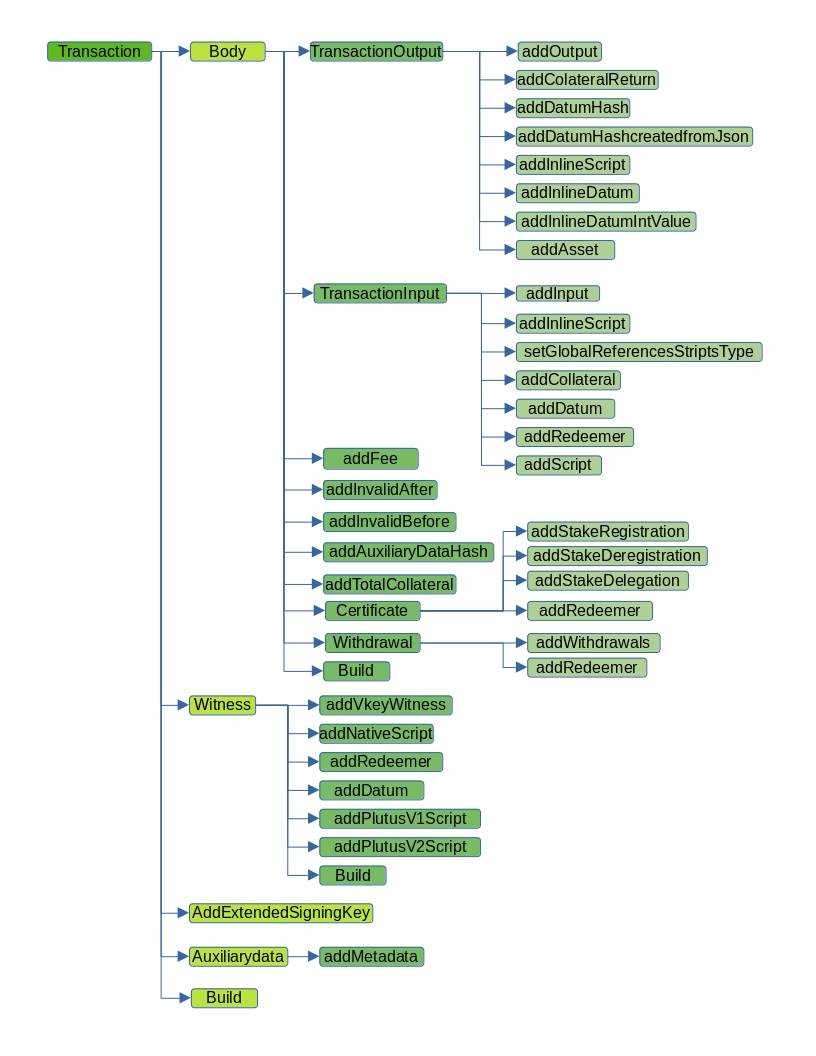 Transaction
Body
TransactionOutput
addOutput
addColateralReturn
addDatumHash
addDatumHashcreatedfromJson
addInlineScript
addInlineDatum
addInlineDatumIntValue
addAsset
TransactionInput
addInput
addInlineScript
setGlobalReferencesStriptsType
addCollateral
addDatum
addRedeemer
addScript
addFee
addInvalidAfter
addInvalidBefore
addAuxiliaryDataHash
addTotalCollateral
Certificate
addStakeRegistration
addStakeDeregistration
addStakeDelegation
addRedeemer
Withdrawal
addWithdrawals
addRedeemer
Build
Witness
addVkeyWitness
addNativeScript
addRedeemer
addDatum
addPlutusV1Script
addPlutusV2Script
Build
AddExtendedSigningKey
Auxiliarydata
addMetadata
Build